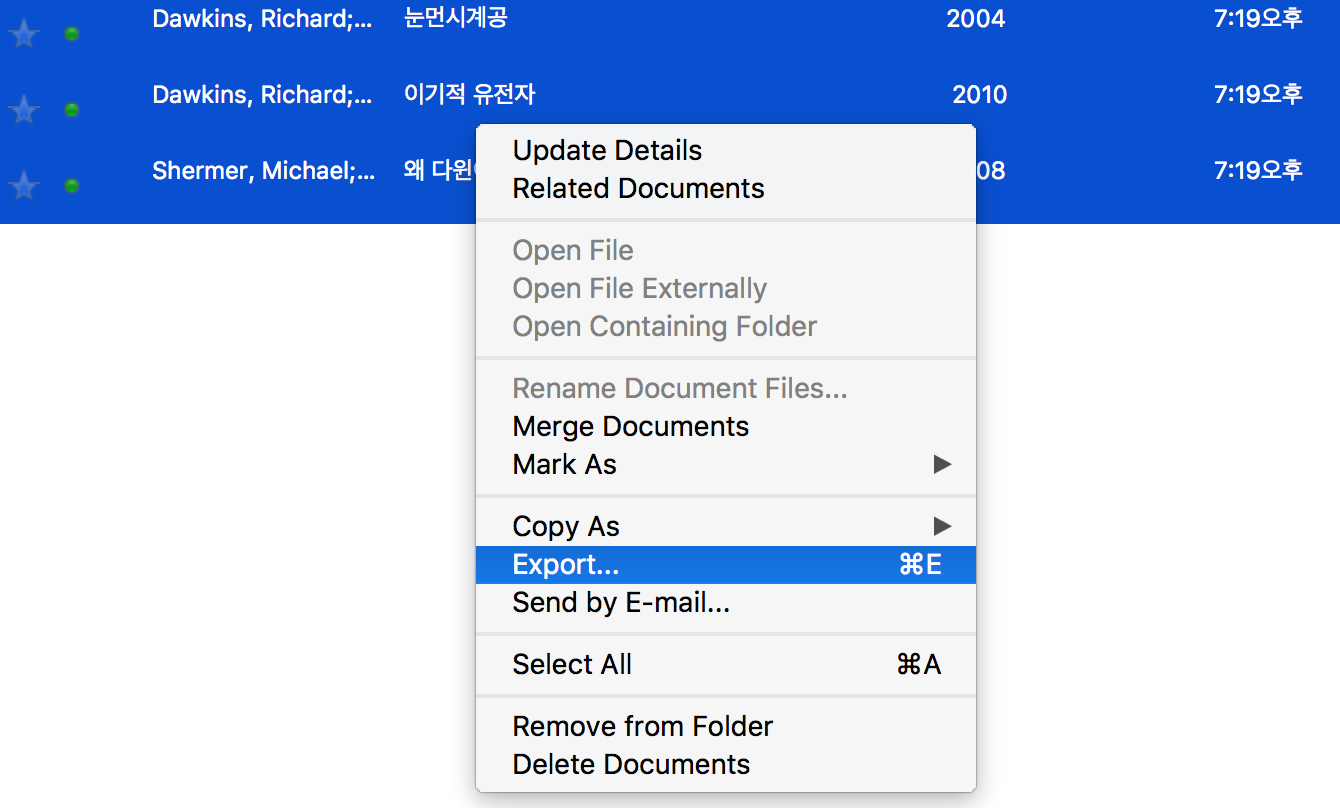 Dawkins, Richard;... 눈먼시계공 2004 7:19오후
Dawkins, Richard;... 이기적 유전자 2010 7:19오후
Shermer, Michael;... 왜 다윈이 08 7:19오후
Update Details
Related Documents
Open File
Open File Externally
Open Containing Folder
Rename Document Files...
Merge Documents
Mark As ▶
Copy As ▶
Export... ⌘E
Send by E-mail...
Select All ⌘A
Remove from Folder
Delete Documents